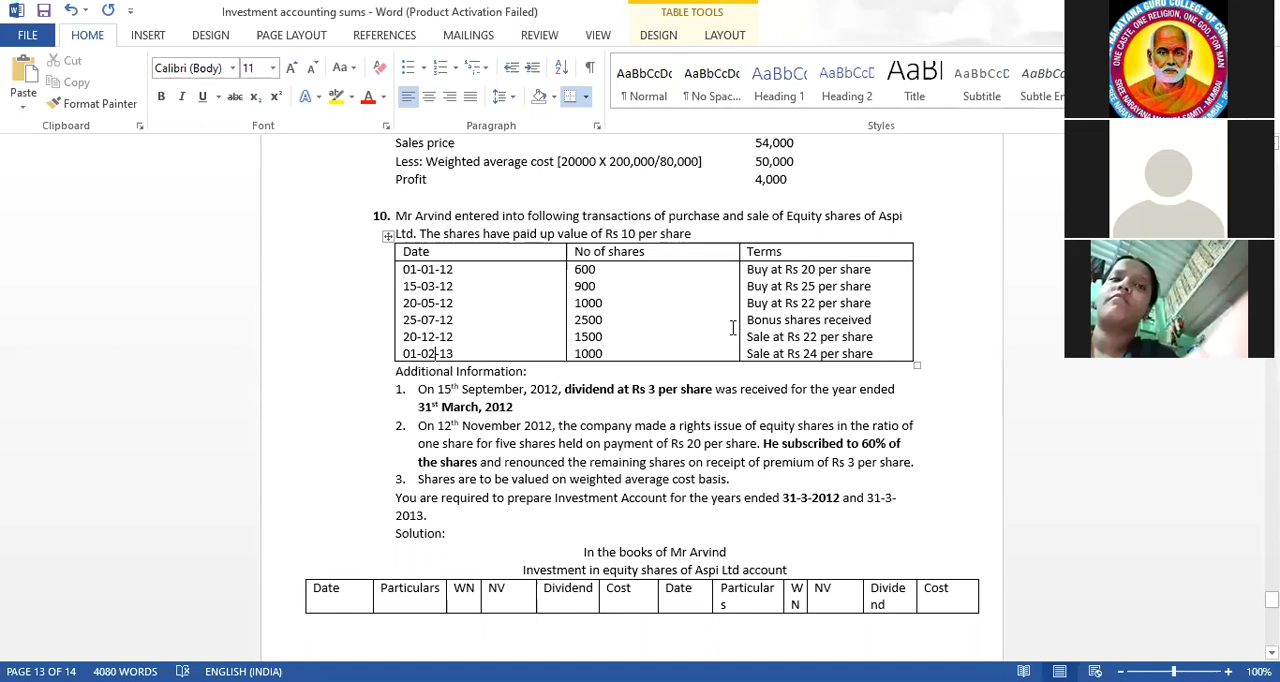 Investment accounting sums - Word (Product Activation Failed)
TABLE TOOLS
FILE HOME INSERT DESIGN PAGE LAYOUT REFERENCES MAILINGS REVIEW VIEW DESIGN LAYOUT
Paste
Cut
Copy
Format Painter
Calibri (Body) 11
AaBbCcDc AaBbCcDc AaBbCc AaBbCcE AaBl AaBbCcD AaBbCcDc
¶ Normal ¶ No Spac... Heading 1 Heading 2 Title Subtitle Subtle Em
Clipboard Font Paragraph Styles
Sales price 54,000
Less: Weighted average cost [20000 X 200,000/80,000] 50,000
Profit 4,000
10. Mr Arvind entered into following transactions of purchase and sale of Equity shares of Aspi
Ltd. The shares have paid up value of Rs 10 per share
Date No of shares Terms
01-01-12 600 Buy at Rs 20 per share
15-03-12 900 Buy at Rs 25 per share
20-05-12 1000 Buy at Rs 22 per share
25-07-12 2500 Bonus shares received
20-12-12 1500 Sale at Rs 22 per share
01-02-13 1000 Sale at Rs 24 per share
Additional Information:
1. On 15th September, 2012, dividend at Rs 3 per share was received for the year ended
31st March, 2012
2. On 12th November 2012, the company made a rights issue of equity shares in the ratio of
one share for five shares held on payment of Rs 20 per share. He subscribed to 60% of
the shares and renounced the remaining shares on receipt of premium of Rs 3 per share.
3. Shares are to be valued on weighted average cost basis.
You are required to prepare Investment Account for the years ended 31-3-2012 and 31-3-
2013.
Solution:
In the books of Mr Arvind
Investment in equity shares of Aspi Ltd account
Date Particulars WN NV Dividend Cost Date Particular
s W
N NV Divide
nd Cost
PAGE 13 OF 14 4080 WORDS ENGLISH (INDIA) 100%
NARAYANA GURU COLLEGE OF COM
ONE CASTE, ONE RELIGION, ONE GOD, FOR MAN